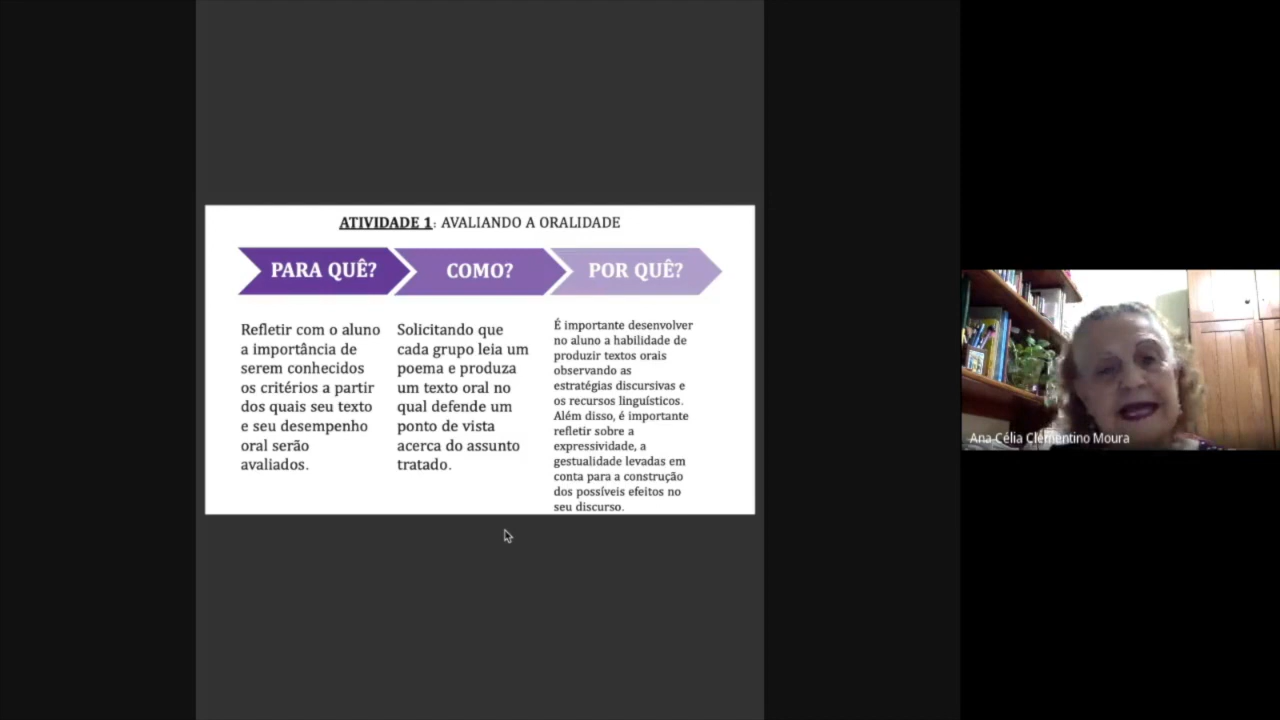 ATIVIDADE 1: AVALIANDO A ORALIDADE
PARA QUÊ?
COMO?
POR QUÊ?
Refletir com o aluno
a importância de
serem conhecidos
os critérios a partir
dos quais seu texto
e seu desempenho
oral serão
avaliados.
Solicitando que
cada grupo leia um
poema e produza
um texto oral no
qual defende um
ponto de vista
acerca do assunto
tratado.
É importante desenvolver
no aluno a habilidade de
produzir textos orais
observando as
estratégias discursivas e
os recursos linguísticos.
Além disso, é importante
refletir sobre a
expressividade, a
gestualidade levadas em
conta para a construção
dos possíveis efeitos no
seu discurso.
Ana Célia Clementino Moura